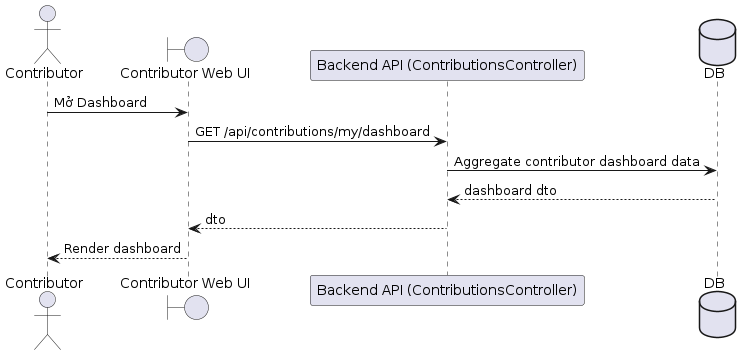 Contributor
Contributor Web UI
Backend API (ContributionsController)
DB
Mở Dashboard
GET /api/contributions/my/dashboard
Aggregate contributor dashboard data
dashboard dto
dto
Render dashboard
Contributor
Contributor Web UI
Backend API (ContributionsController)
DB